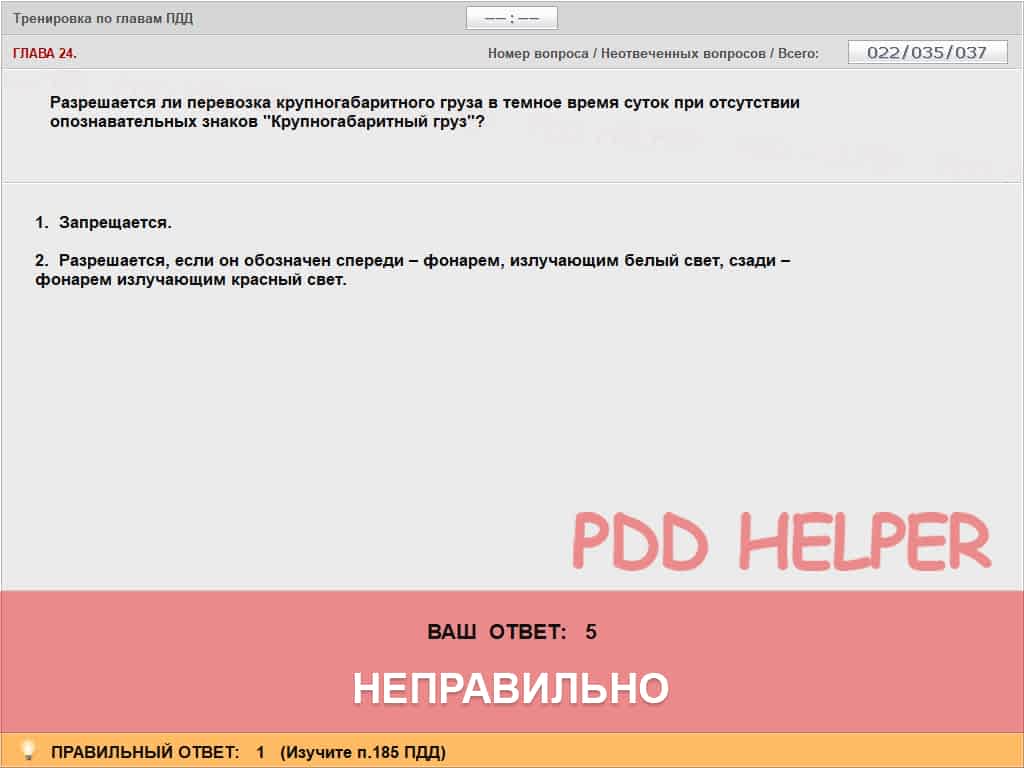 Тренировка по главам ПДД
–– : ––
ГЛАВА 24.
Номер вопроса / Неотвеченных вопросов / Всего:
022/035/037
Разрешается ли перевозка крупногабаритного груза в темное время суток при отсутствии
опознавательных знаков "Крупногабаритный груз"?
1. Запрещается.
2. Разрешается, если он обозначен спереди – фонарем, излучающим белый свет, сзади –
фонарем излучающим красный свет.
PDD HELPER
ВАШ ОТВЕТ: 5
НЕПРАВИЛЬНО
ПРАВИЛЬНЫЙ ОТВЕТ: 1 (Изучите п.185 ПДД)